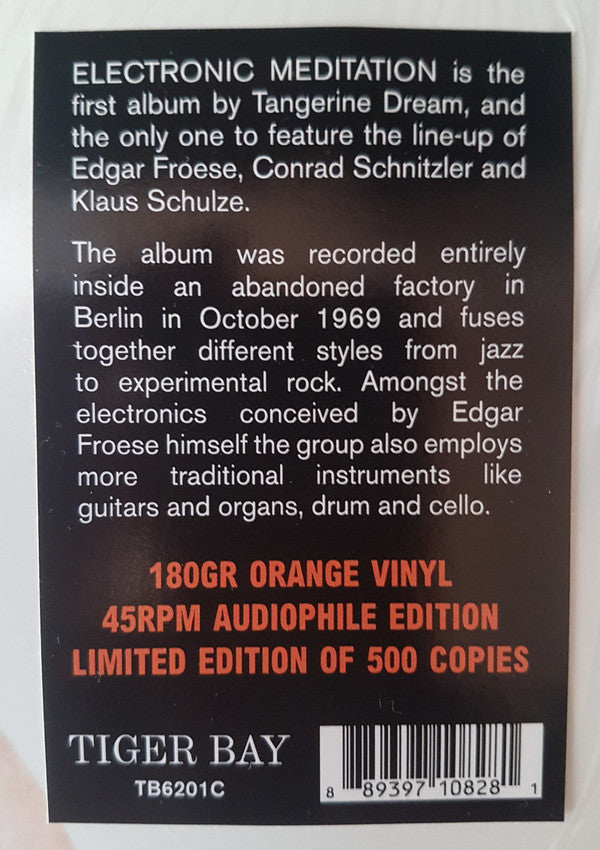 ELECTRONIC MEDITATION is the
first album by Tangerine Dream, and
the only one to feature the line-up of
Edgar Froese, Conrad Schnitzler and
Klaus Schulze.
The album was recorded entirely
inside an abandoned factory in
Berlin in October 1969 and fuses
together different styles from jazz
to experimental rock. Amongst the
electronics conceived by Edgar
Froese himself the group also employs
more traditional instruments like
guitars and organs, drum and cello.
180GR ORANGE VINYL
45RPM AUDIOPHILE EDITION
LIMITED EDITION OF 500 COPIES
TIGER BAY
TB6201C
8 89397 10828 1